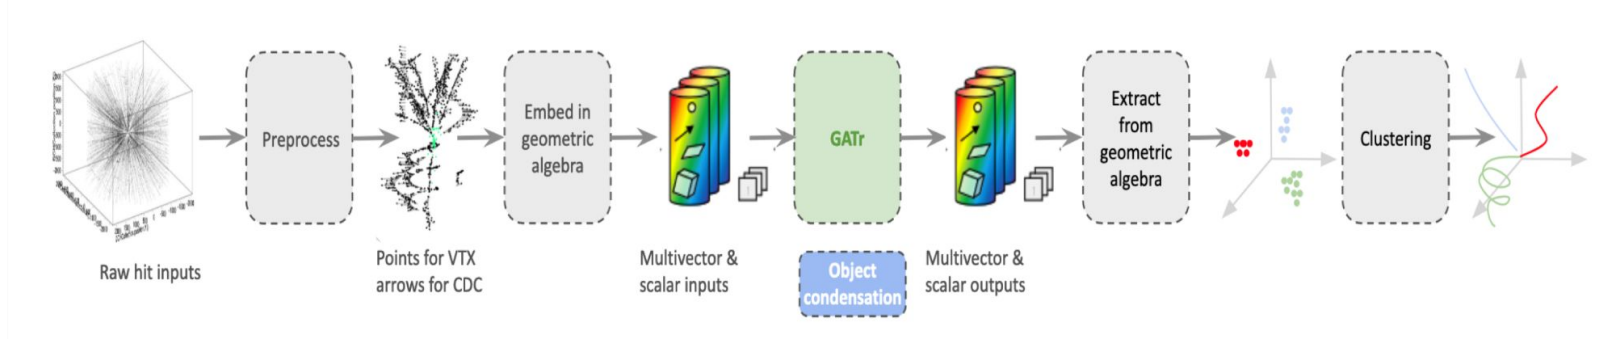 Raw hit inputs
Preprocess
Points for VTX
arrows for CDC
Embed in
geometric
algebra
Multivector &
scalar inputs
GATr
Object
condensation
Multivector &
scalar outputs
Extract
from
geometric
algebra
Clustering